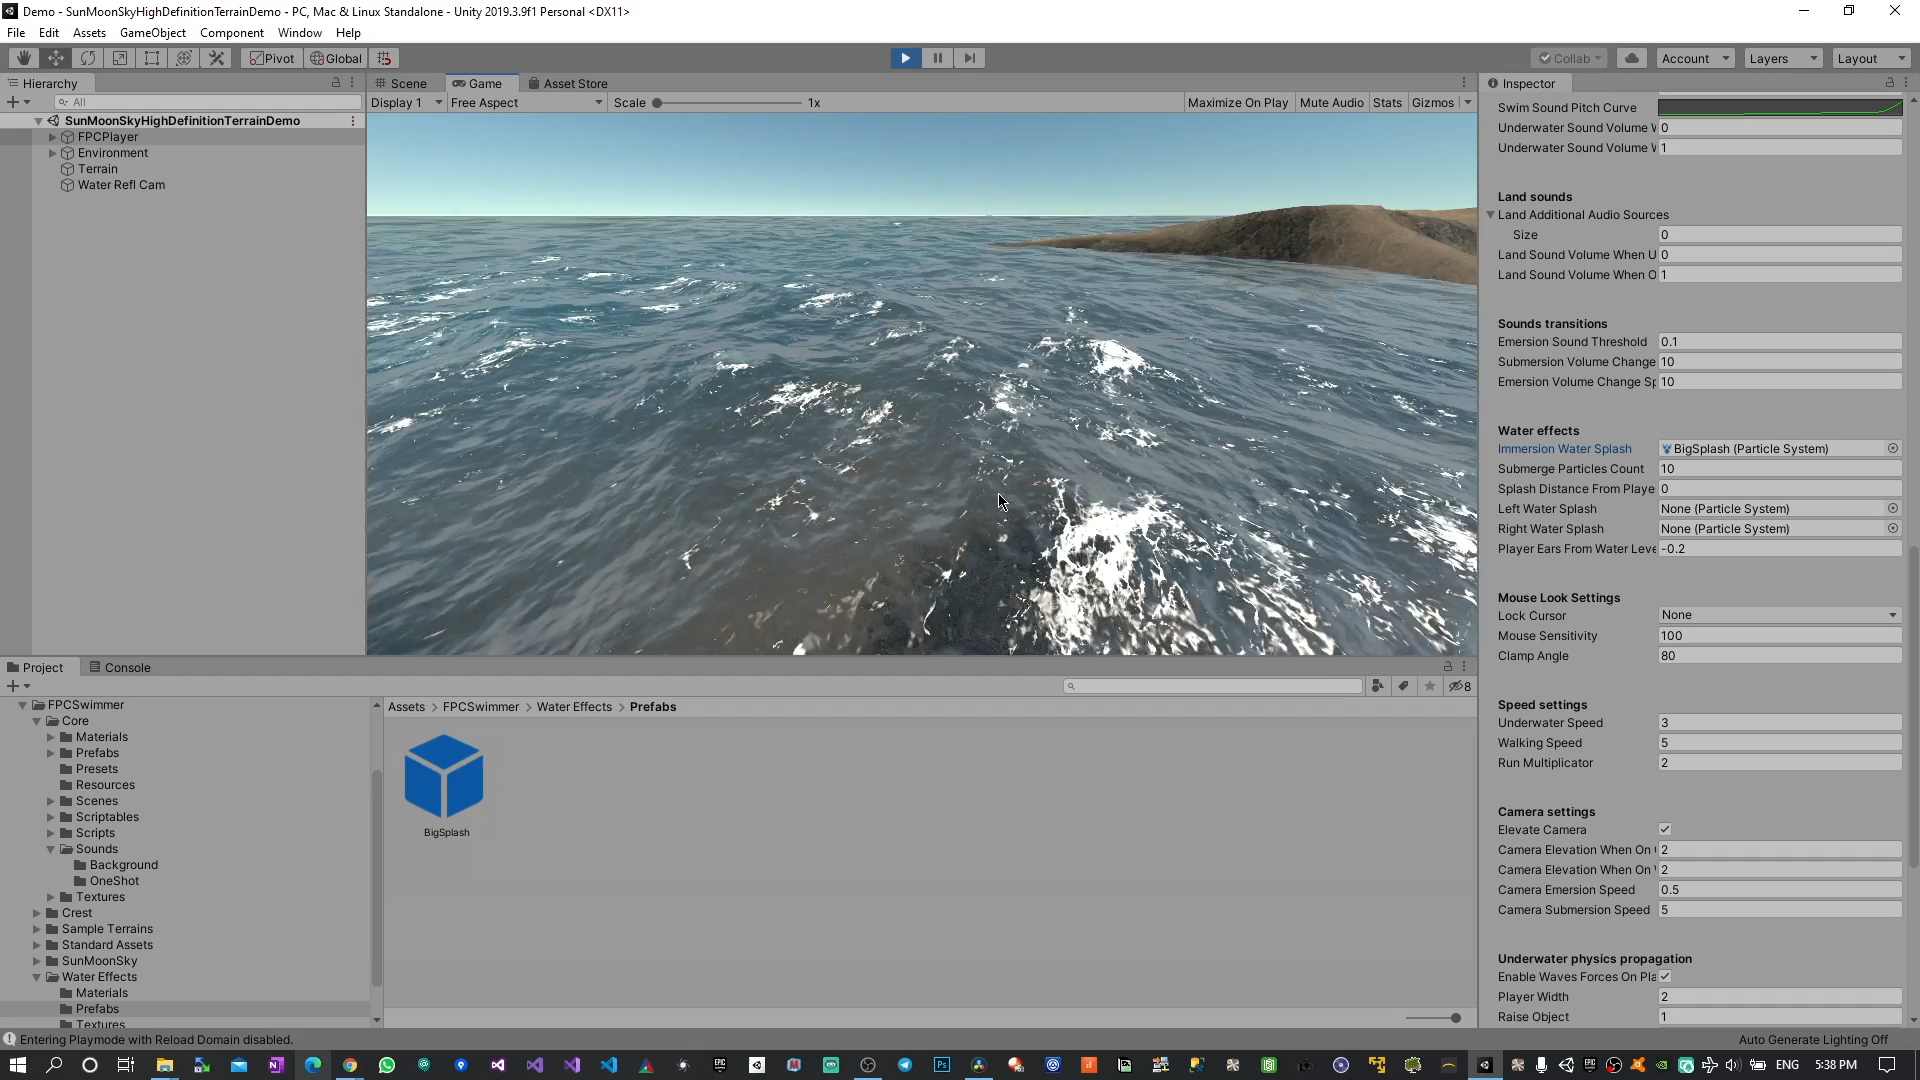 Demo - SunMoonSkyHighDefinitionTerrainDemo - PC, Mac & Linux Standalone - Unity 2019.3.9f1 Personal <DX11>
File Edit Assets GameObject Component Window Help
Pivot Global Collab Account Layers Layout
Hierarchy
All
SunMoonSkyHighDefinitionTerrainDemo
FPCPlayer
Environment
Terrain
Water Refl Cam
Scene Game Asset Store
Display 1 Free Aspect Scale 1x Maximize On Play Mute Audio Stats Gizmos
Inspector
Swim Sound Pitch Curve
Underwater Sound Volume 0
Underwater Sound Volume 1
Land sounds
Land Additional Audio Sources
Size 0
Land Sound Volume When U 0
Land Sound Volume When O 1
Sounds transitions
Emersion Sound Threshold 0.1
Submersion Volume Change 10
Emersion Volume Change Sp 10
Water effects
Immersion Water Splash BigSplash (Particle System)
Submerge Particles Count 10
Splash Distance From Playe 0
Left Water Splash None (Particle System)
Right Water Splash None (Particle System)
Player Ears From Water Leve -0.2
Mouse Look Settings
Lock Cursor None
Mouse Sensitivity 100
Clamp Angle 80
Speed settings
Underwater Speed 3
Walking Speed 5
Run Multiplicator 2
Camera settings
Elevate Camera
Camera Elevation When On 2
Camera Elevation When On 2
Camera Emersion Speed 0.5
Camera Submersion Speed 5
Underwater physics propagation
Enable Waves Forces On Pla
Player Width 2
Raise Object 1
Project Console
8
FPCSwimmer
Core
Materials
Prefabs
Presets
Resources
Scenes
Scriptables
Scripts
Sounds
Background
OneShot
Textures
Crest
Sample Terrains
Standard Assets
SunMoonSky
Water Effects
Materials
Prefabs
Textures
Assets > FPCSwimmer > Water Effects > Prefabs
BigSplash
Entering Playmode with Reload Domain disabled.
Auto Generate Lighting Off
ENG 5:38 PM